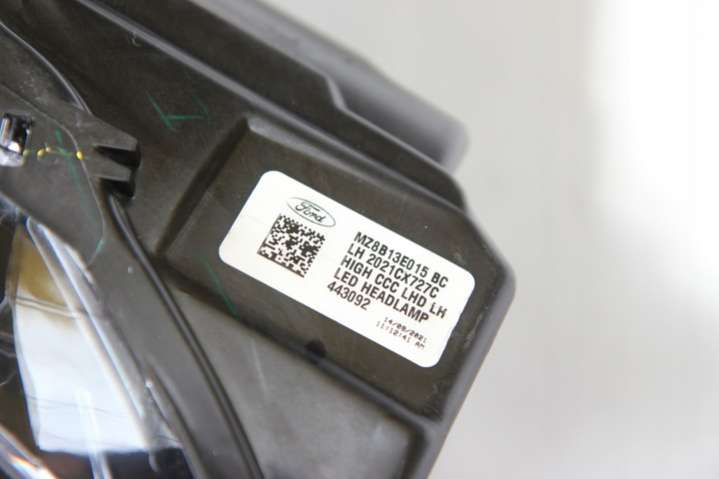 Ford
MZ8B13E015 BC
LH 2021CX727C
HIGH CCC LHD LH
LED HEADLAMP
443092
14/08/2021
11:12:41 AM